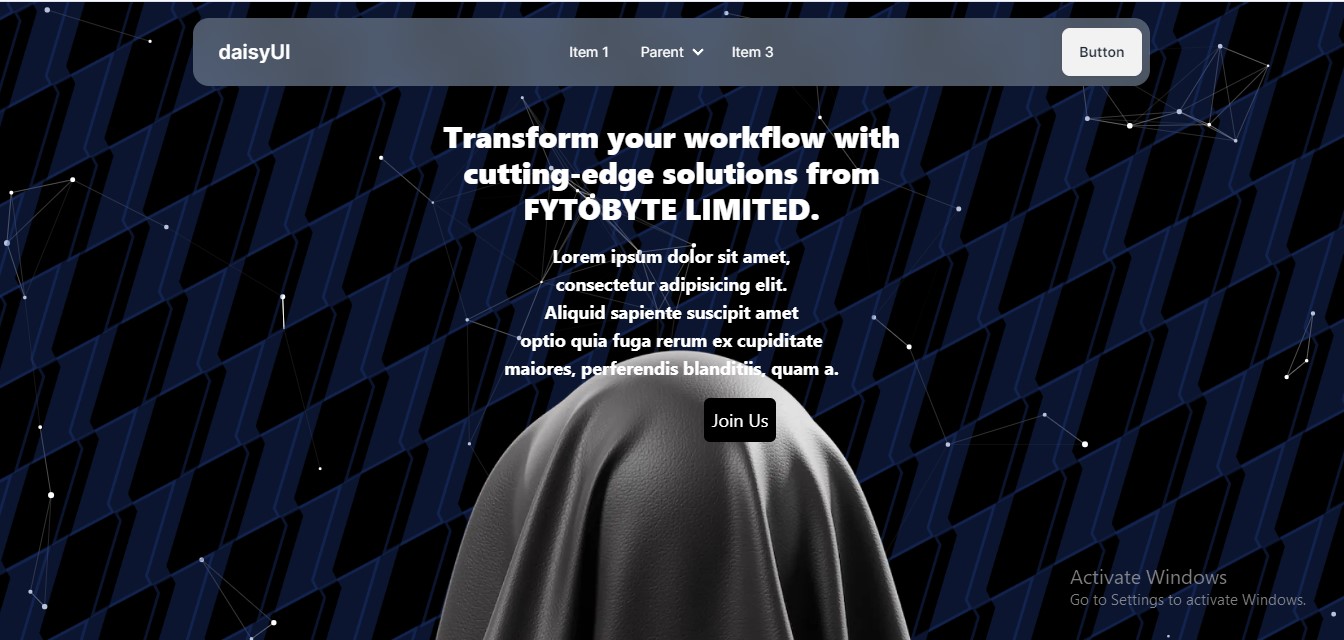 daisyUI
Item 1
Parent
Item 3
Button
Transform your workflow with
cutting-edge solutions from
FYTOBYTE LIMITED.
Lorem ipsum dolor sit amet,
consectetur adipisicing elit.
Aliquid sapiente suscipit amet
optio quia fuga rerum ex cupiditate
maiores, perferendis blanditiis, quam a.
Join Us
Activate Windows
Go to Settings to activate Windows.